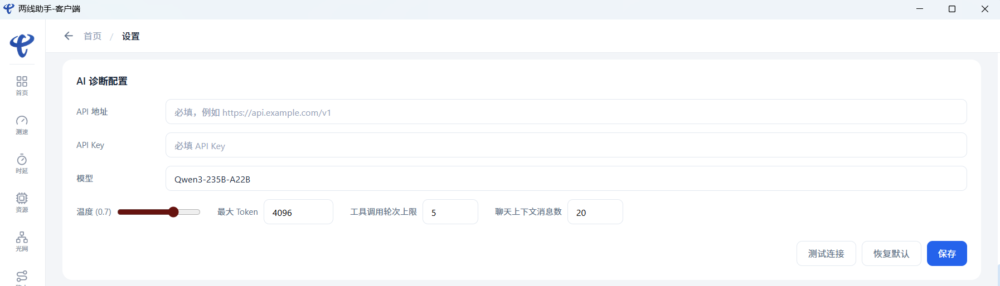 两线助手-客户端
首页 / 设置
首页
测速
时延
资源
光网
AI 诊断配置
API 地址
必填，例如 https://api.example.com/v1
API Key
必填 API Key
模型
Qwen3-235B-A22B
温度 (0.7)
最大 Token 4096
工具调用轮次上限 5
聊天上下文消息数 20
测试连接
恢复默认
保存